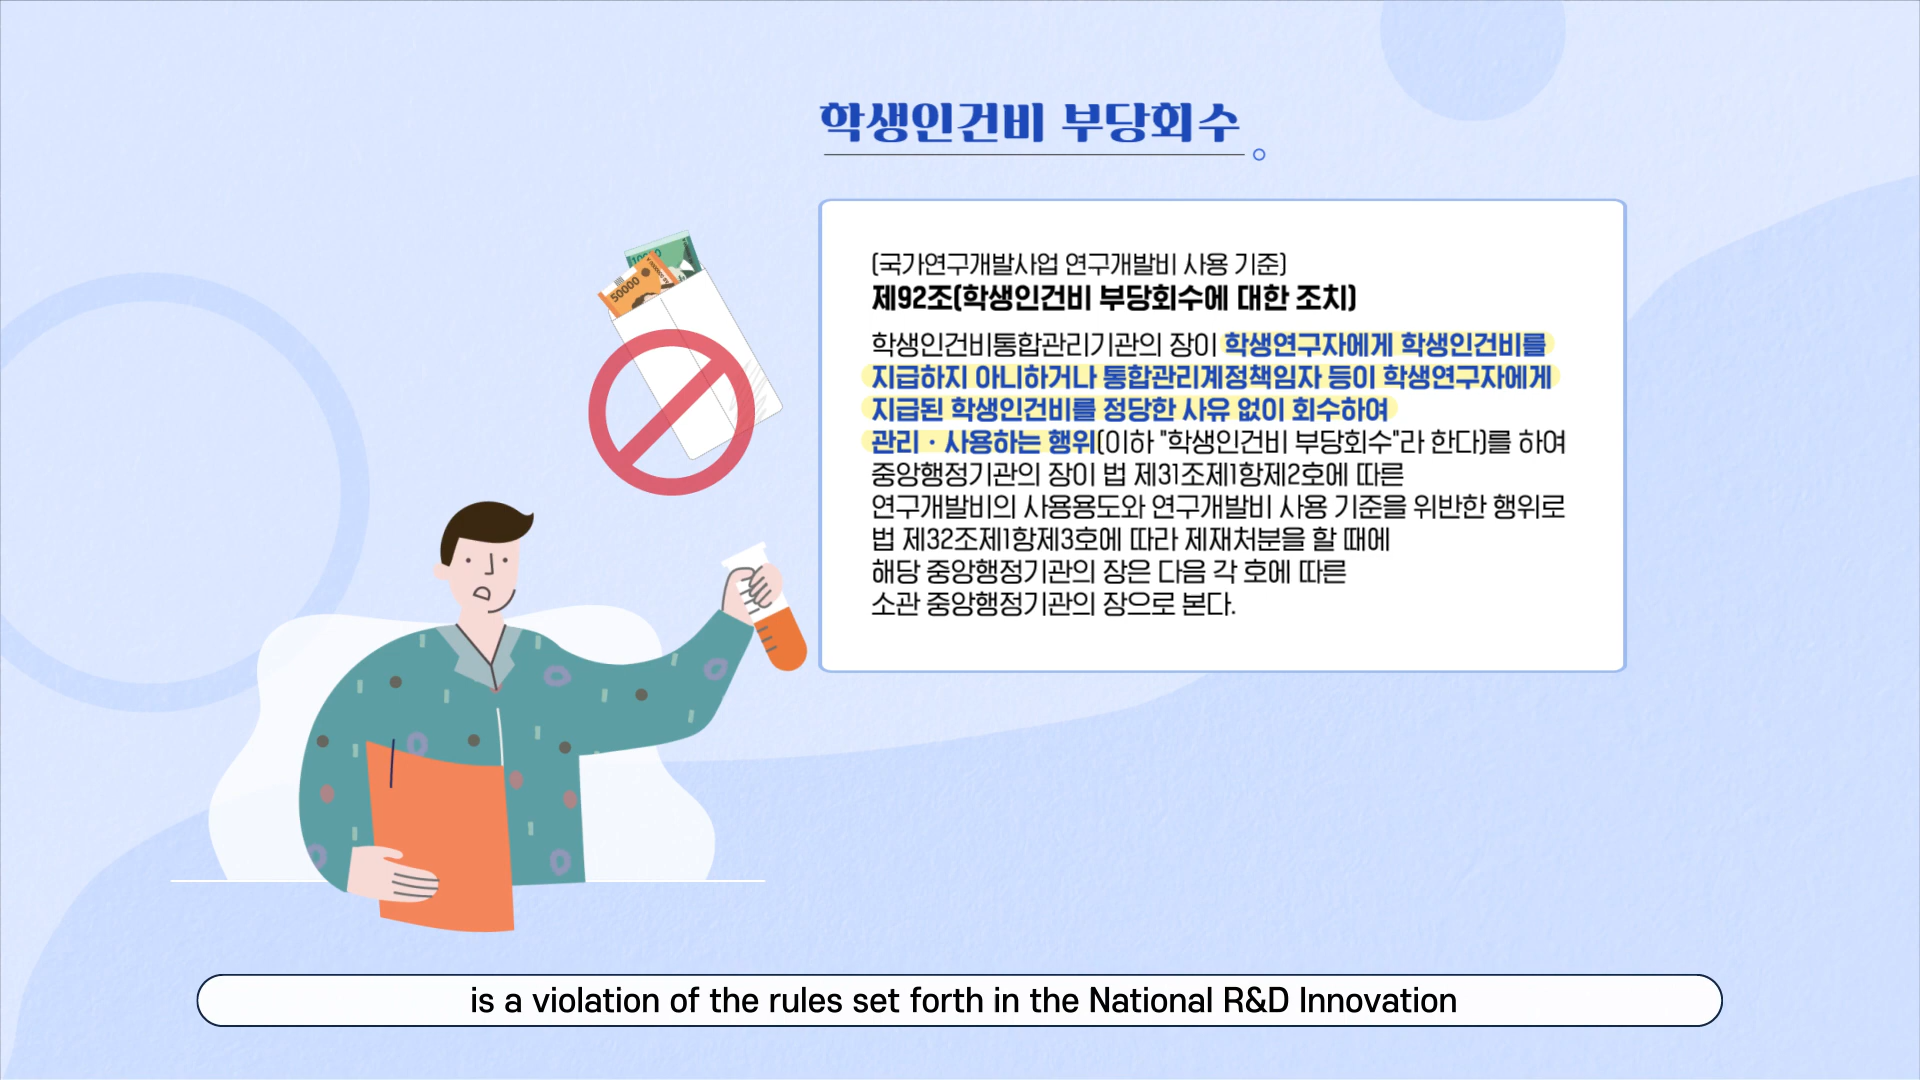 학생인건비 부당회수
(국가연구개발사업 연구개발비 사용 기준)
제92조(학생인건비 부당회수에 대한 조치)
학생인건비통합관리기관의 장이 학생연구자에게 학생인건비를
지급하지 아니하거나 통합관리계정책임자 등이 학생연구자에게
지급된 학생인건비를 정당한 사유 없이 회수하여
관리·사용하는 행위(이하 "학생인건비 부당회수"라 한다)를 하여
중앙행정기관의 장이 법 제31조제1항제2호에 따른
연구개발비의 사용용도와 연구개발비 사용 기준을 위반한 행위로
법 제32조제1항제3호에 따라 제재처분을 할 때에
해당 중앙행정기관의 장은 다음 각 호에 따른
소관 중앙행정기관의 장으로 본다.
50000
is a violation of the rules set forth in the National R&D Innovation